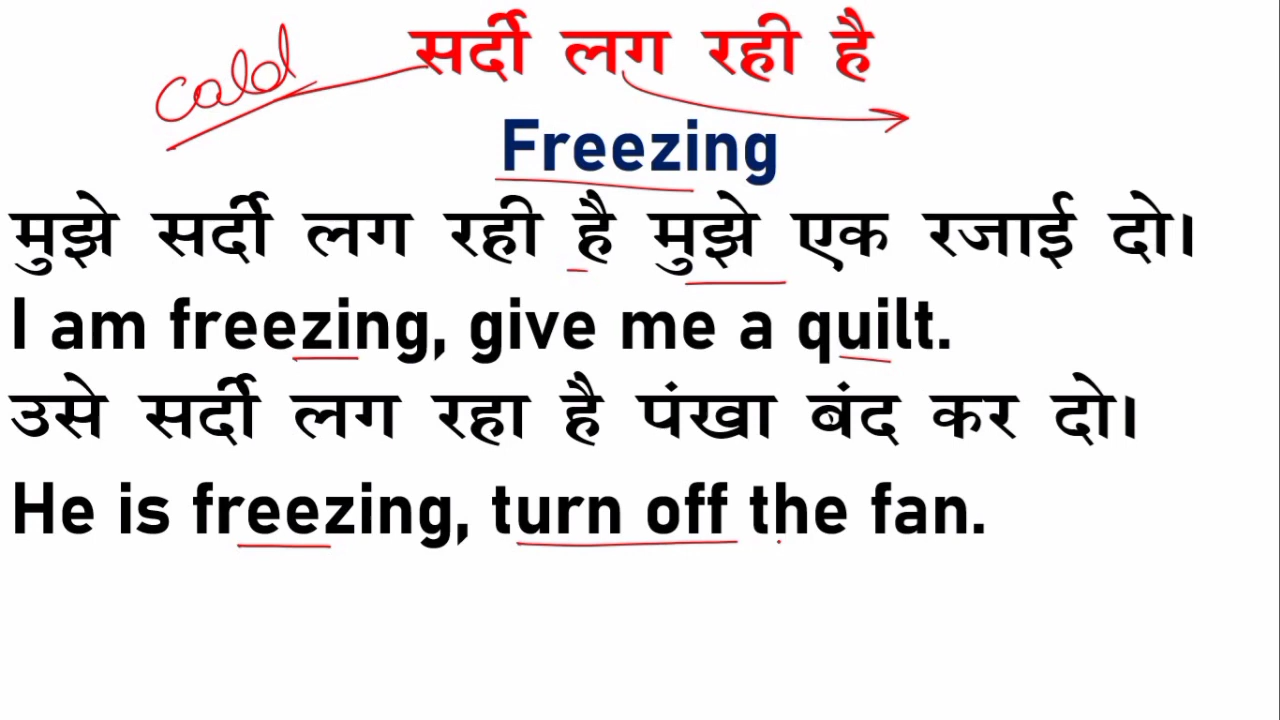 cald
सर्दी लग रही है
Freezing
मुझे सर्दी लग रही है मुझे एक रजाई दो।
I am freezing, give me a quilt.
उसे सर्दी लग रहा है पंखा बंद कर दो।
He is freezing, turn off the fan.